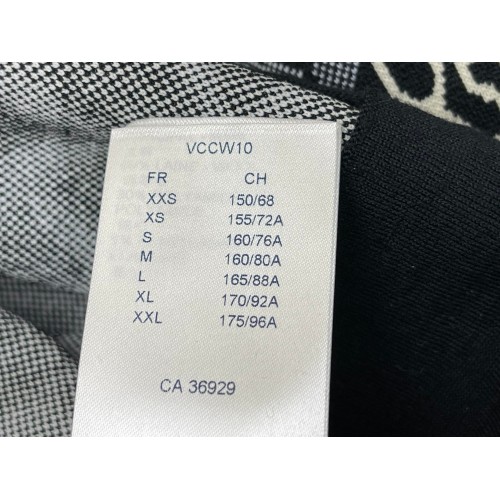 VCCW10
FR CH
XXS 150/68
XS 155/72A
S 160/76A
M 160/80A
L 165/88A
XL 170/92A
XXL 175/96A
CA 36929